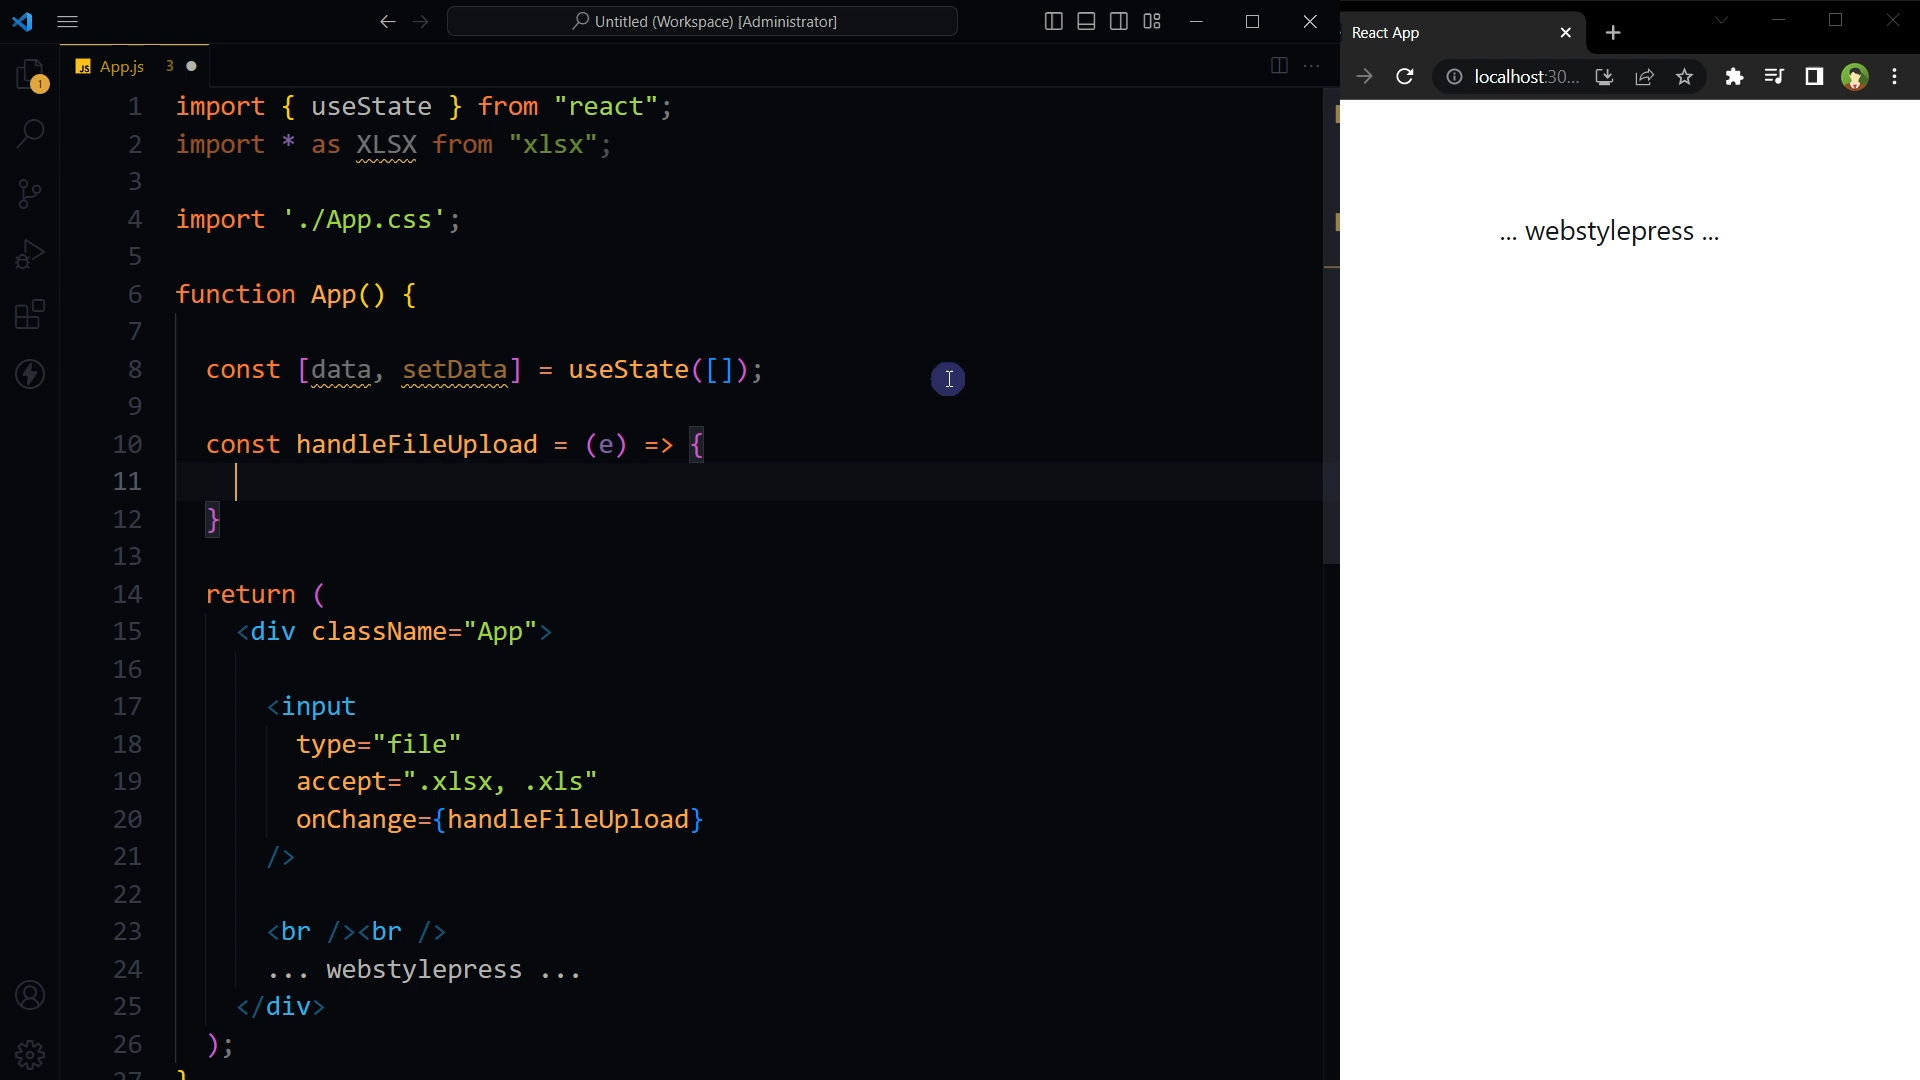 Untitled (Workspace) [Administrator]
1
JS App.js 3
1 import { useState } from "react";
2 import * as XLSX from "xlsx";
3
4 import './App.css';
5
6 function App() {
7
8 const [data, setData] = useState([]);
9
10 const handleFileUpload = (e) => {
11
12 }
13
14 return (
15 <div className="App">
16
17 <input
18 type="file"
19 accept=".xlsx, .xls"
20 onChange={handleFileUpload}
21 />
22
23 <br /><br />
24 ... webstylepress ...
25 </div>
26 );
27 }
React App
localhost:30...
... webstylepress ...